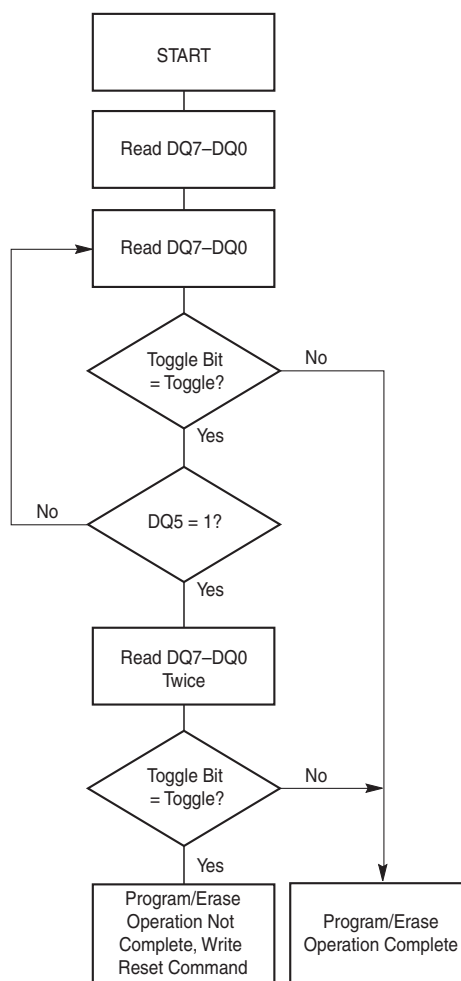 START
Read DQ7–DQ0
Read DQ7–DQ0
Toggle Bit
= Toggle?
No
Yes
No
DQ5 = 1?
Yes
Read DQ7–DQ0
Twice
Toggle Bit
= Toggle?
No
Yes
Program/Erase
Operation Not
Complete, Write
Reset Command
Program/Erase
Operation Complete